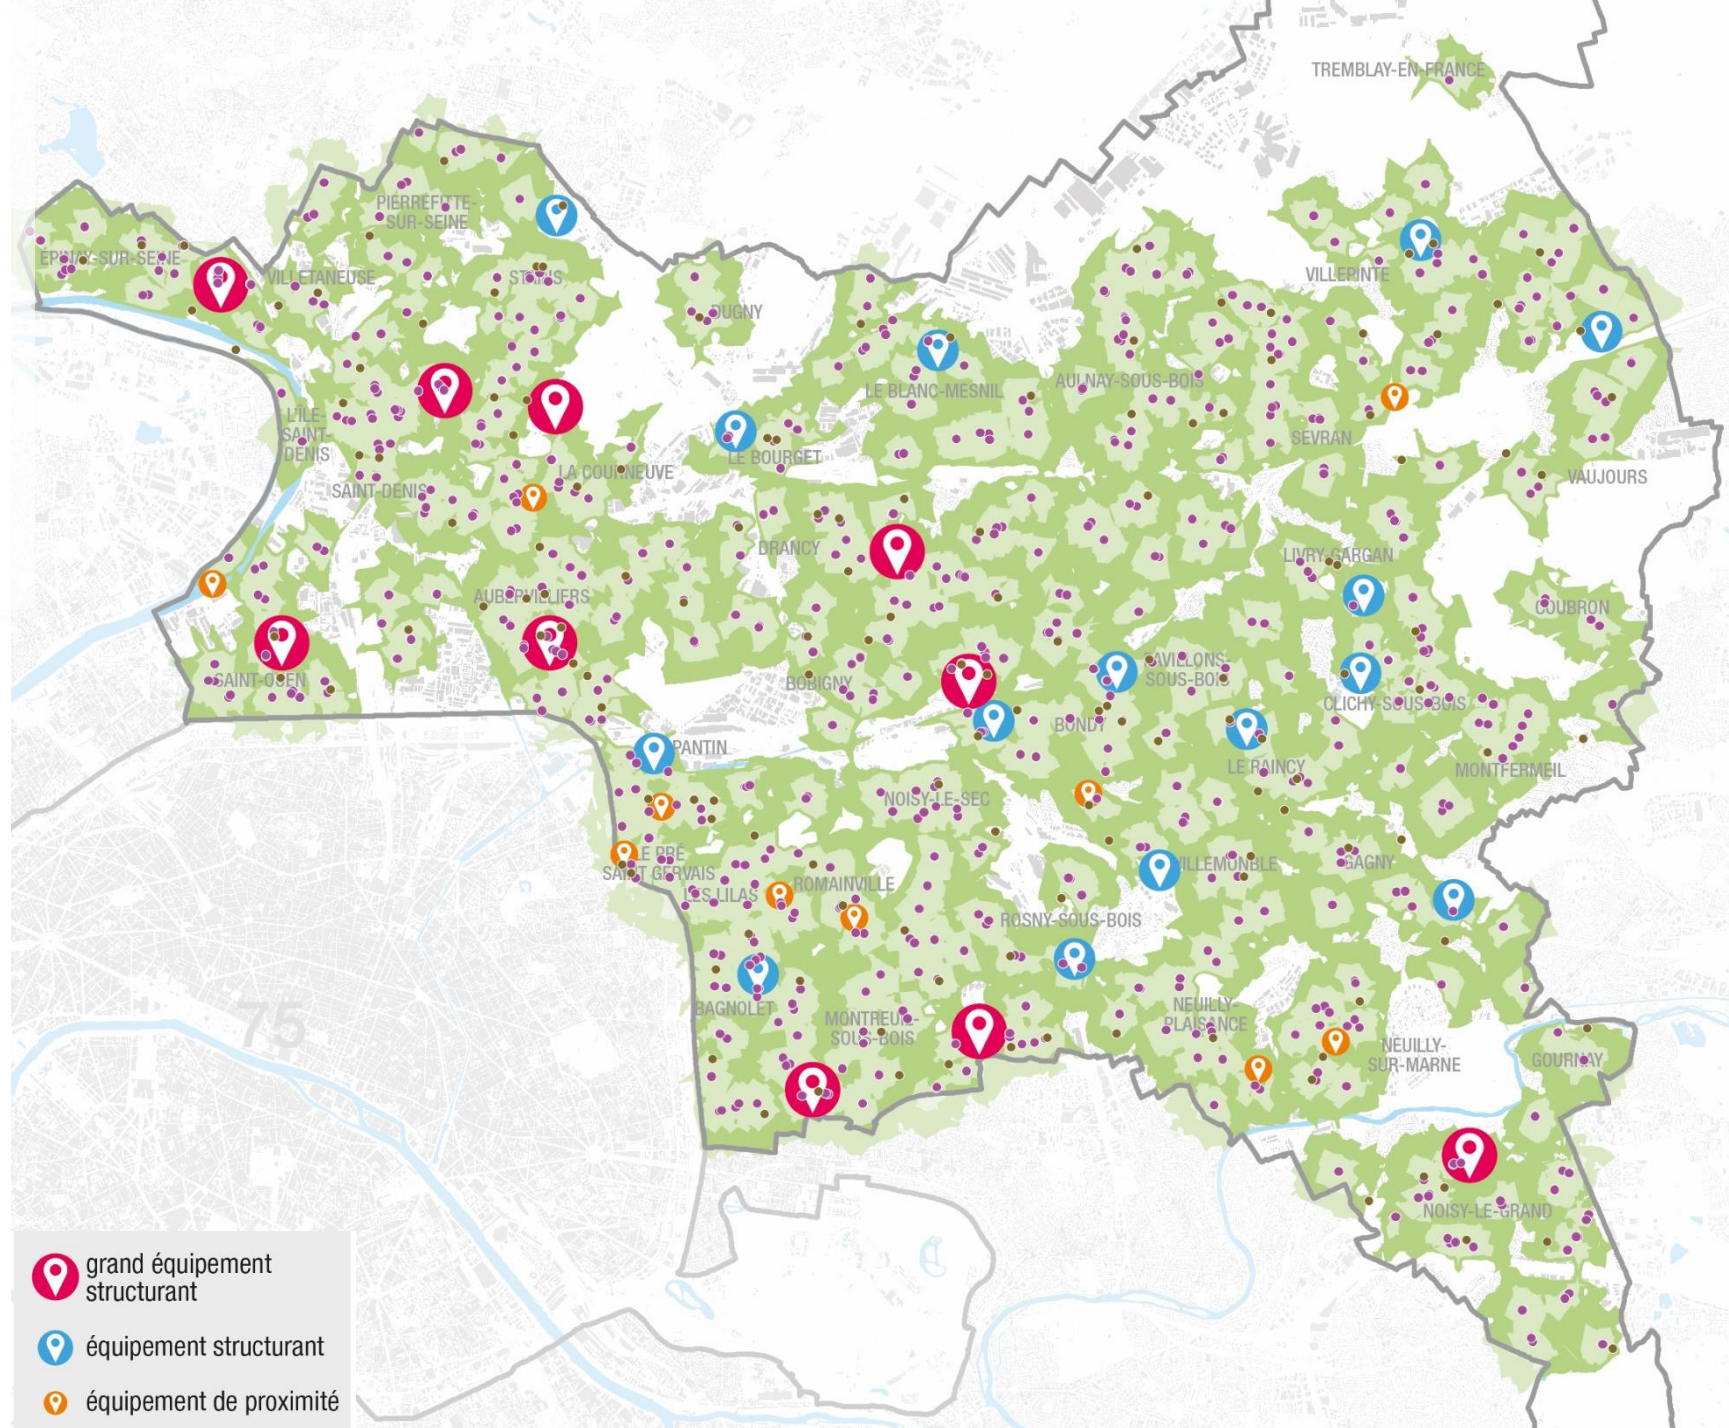 TREMBLAY-EN-FRANCE
PIERREFITTE-
SUR-SEINE
ÉPINAY-SUR-SEINE
VILLETANEUSE
STAINS
VILLEPINTE
DUGNY
LE BLANC-MESNIL
AULNAY-SOUS-BOIS
L'ÎLE-
SAINT-
DENIS
SEVRAN
LE BOURGET
LA COURNEUVE
VAUJOURS
SAINT-DENIS
DRANCY
LIVRY-GARGAN
AUBERVILLIERS
COUBRON
SAINT-OUEN
BOBIGNY
PAVILLONS-
SOUS-BOIS
CLICHY-SOUS-BOIS
BONDY
PANTIN
LE RAINCY
MONTFERMEIL
NOISY-LE-SEC
LE PRÉ
SAINT GERVAIS
VILLEMONBLE
GAGNY
LES LILAS
ROMAINVILLE
ROSNY-SOUS-BOIS
BAGNOLET
MONTREUIL-
SOUS-BOIS
NEUILLY-
PLAISANCE
75
NEUILLY-
SUR-MARNE
GOURNAY
NOISY-LE-GRAND
grand équipement
structurant
équipement structurant
équipement de proximité